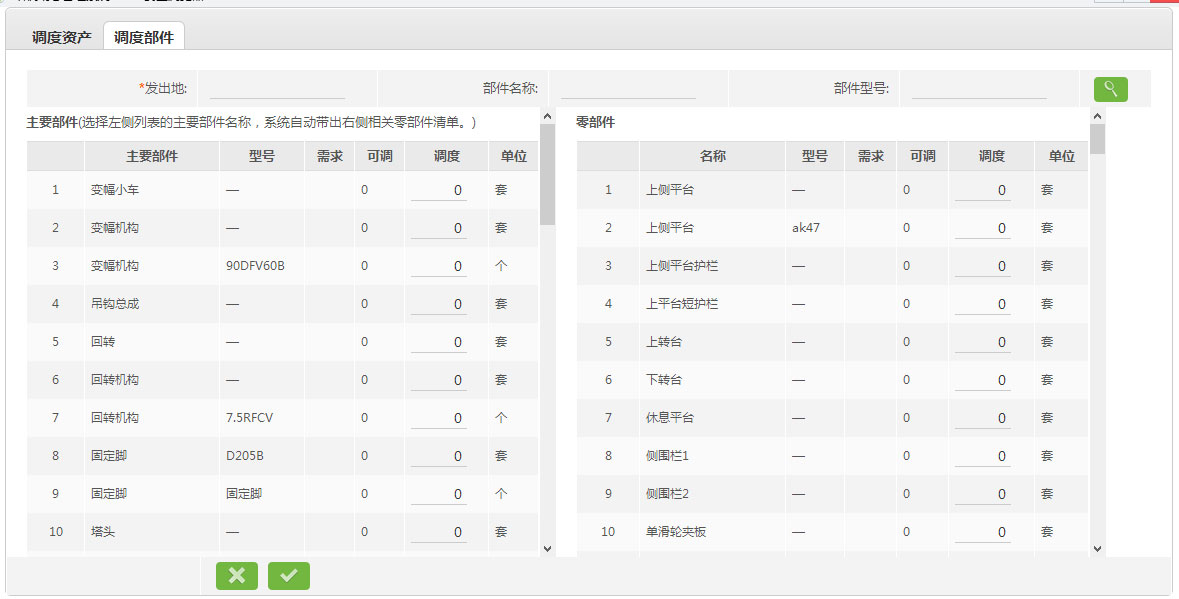 调度资产 调度部件
*发出地: 部件名称: 部件型号:
主要部件(选择左侧列表的主要部件名称，系统自动带出右侧相关零部件清单。)
主要部件 型号 需求 可调 调度 单位
1 变幅小车 — 0 0 套
2 变幅机构 — 0 0 套
3 变幅机构 90DFV60B 0 0 个
4 吊钩总成 — 0 0 套
5 回转 — 0 0 套
6 回转机构 — 0 0 套
7 回转机构 7.5RFCV 0 0 个
8 固定脚 D205B 0 0 套
9 固定脚 固定脚 0 0 个
10 塔头 — 0 0 套
零部件
名称 型号 需求 可调 调度 单位
1 上侧平台 — 0 0 套
2 上侧平台 ak47 0 0 套
3 上侧平台护栏 — 0 0 套
4 上平台短护栏 — 0 0 套
5 上转台 — 0 0 套
6 下转台 — 0 0 套
7 休息平台 — 0 0 套
8 侧围栏1 — 0 0 套
9 侧围栏2 — 0 0 套
10 单滑轮夹板 — 0 0 套